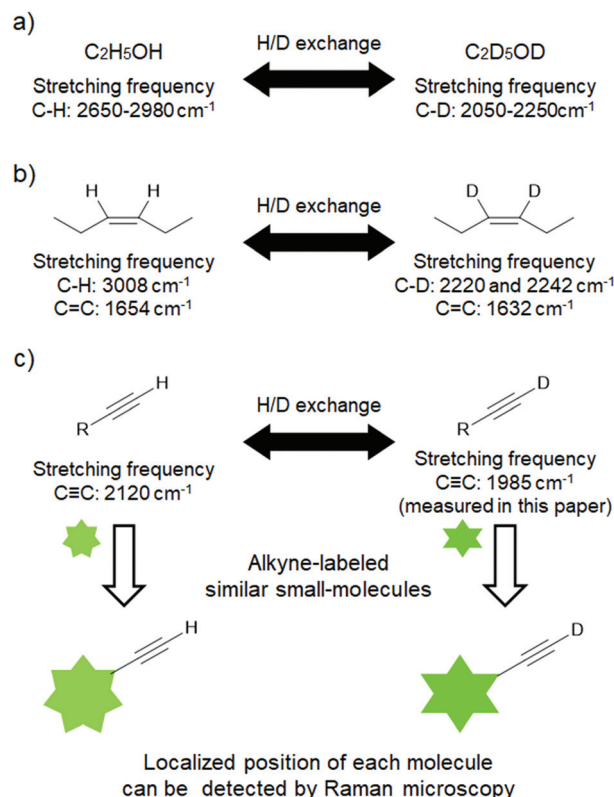 a)
C₂H₅OH
H/D exchange
C₂D₅OD
Stretching frequency
C-H: 2650-2980 cm⁻¹
Stretching frequency
C-D: 2050-2250cm⁻¹
b)
H H
H/D exchange
D D
Stretching frequency
C-H: 3008 cm⁻¹
C=C: 1654 cm⁻¹
Stretching frequency
C-D: 2220 and 2242 cm⁻¹
C=C: 1632 cm⁻¹
c)
H
R
H/D exchange
D
R
Stretching frequency
C≡C: 2120 cm⁻¹
Stretching frequency
C≡C: 1985 cm⁻¹
(measured in this paper)
Alkyne-labeled
similar small-molecules
H
D
Localized position of each molecule
can be detected by Raman microscopy